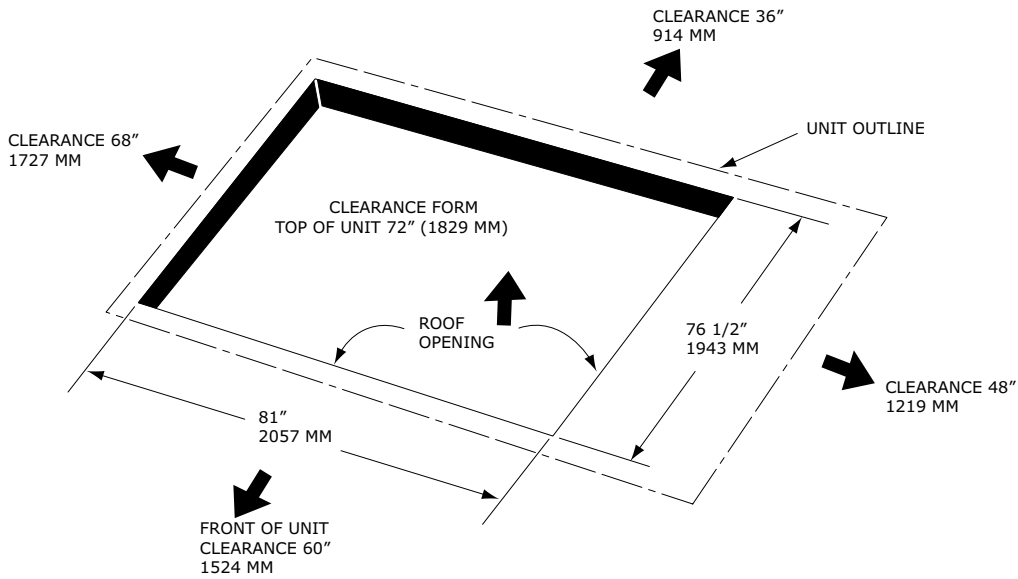 CLEARANCE 36”
914 MM
UNIT OUTLINE
CLEARANCE 68”
1727 MM
CLEARANCE FORM
TOP OF UNIT 72” (1829 MM)
ROOF
OPENING
76 1/2”
1943 MM
CLEARANCE 48”
1219 MM
81”
2057 MM
FRONT OF UNIT
CLEARANCE 60”
1524 MM